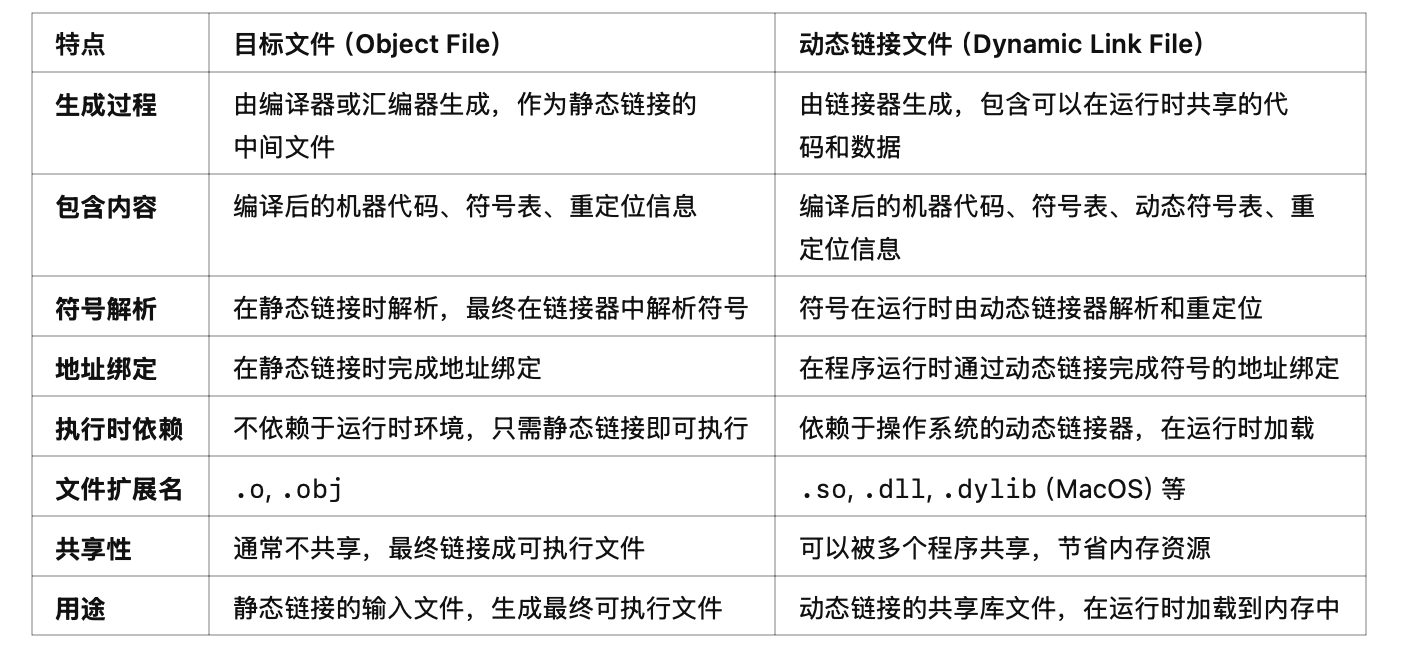 特点 目标文件（Object File） 动态链接文件（Dynamic Link File）
生成过程 由编译器或汇编器生成，作为静态链接的 由链接器生成，包含可以在运行时共享的代
中间文件 码和数据
包含内容 编译后的机器代码、符号表、重定位信息 编译后的机器代码、符号表、动态符号表、重
定位信息
符号解析 在静态链接时解析，最终在链接器中解析符号 符号在运行时由动态链接器解析和重定位
地址绑定 在静态链接时完成地址绑定 在程序运行时通过动态链接完成符号的地址绑定
执行时依赖 不依赖于运行时环境，只需静态链接即可执行 依赖于操作系统的动态链接器，在运行时加载
文件扩展名 .o, .obj .so, .dll, .dylib (MacOS) 等
共享性 通常不共享，最终链接成可执行文件 可以被多个程序共享，节省内存资源
用途 静态链接的输入文件，生成最终可执行文件 动态链接的共享库文件，在运行时加载到内存中